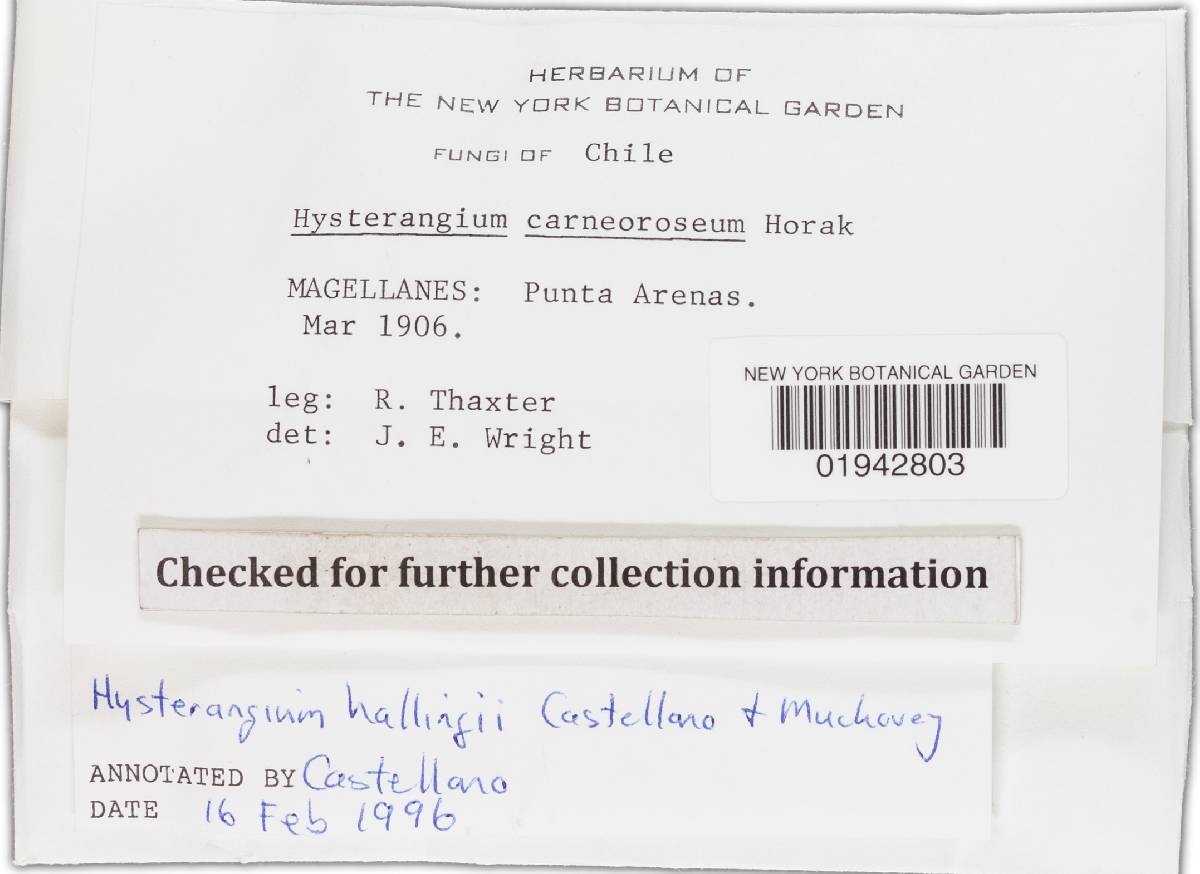 HERBARIUM OF
THE NEW YORK BOTANICAL GARDEN
FUNGI OF Chile
Hysterangium carneoroseum Horak
MAGELLANES: Punta Arenas.
Mar 1906.
leg: R. Thaxter
det: J. E. Wright
NEW YORK BOTANICAL GARDEN
01942803
Checked for further collection information
Hysterangium hallingii Castellano & Muchovej
ANNOTATED BY Castellano
DATE 16 Feb 1996